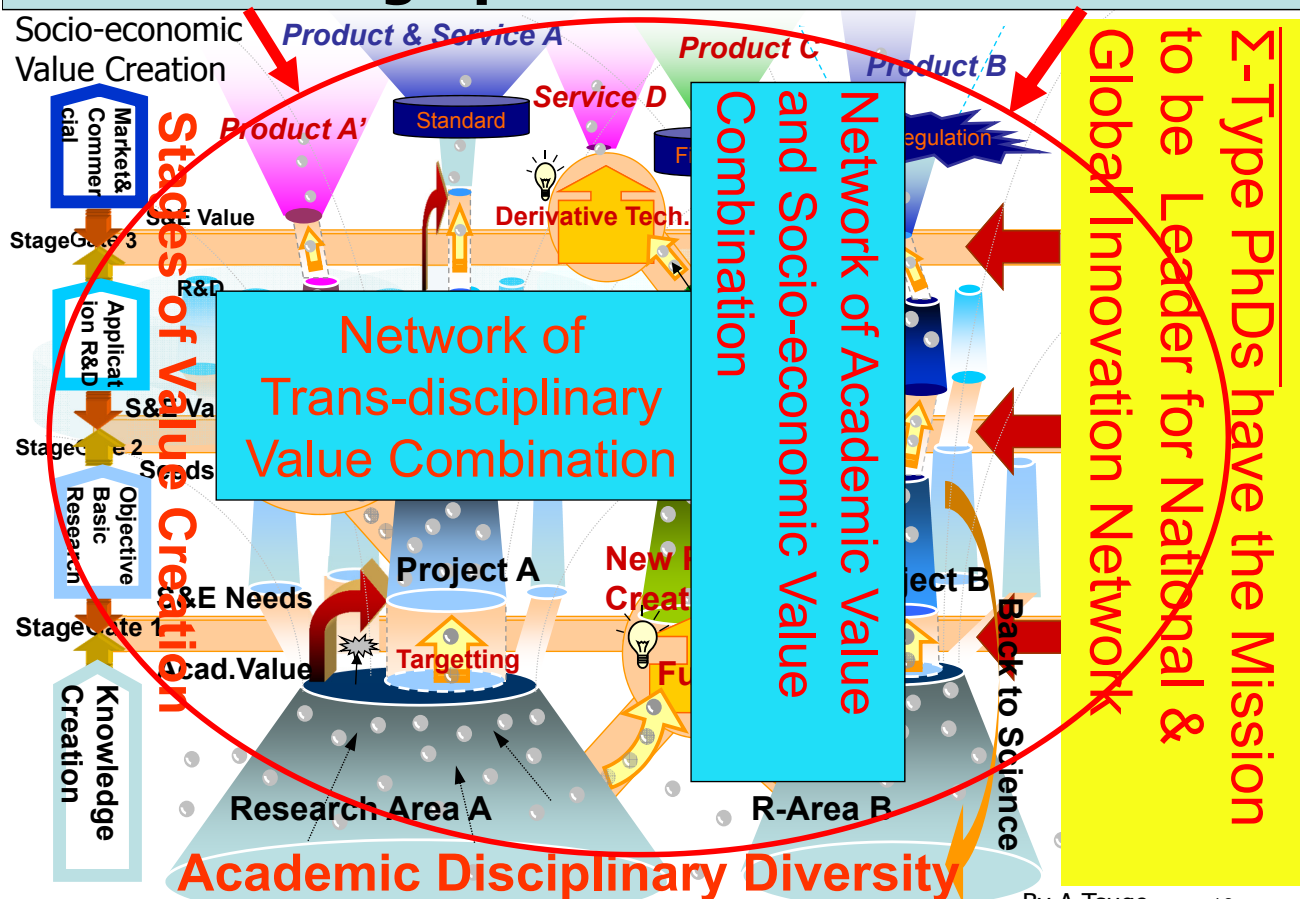 Socio-economic
Value Creation
Product & Service A
Product C
Product B
Service D
Product A'
Standard
Market&
Commer
cial
S&E Value
StageGate 3
Derivative Tech.
R&D
Applicat
ion R&D
StageGate 2
Seeds
Objective
Basic
Research
S&E Needs
StageGate 1
Acad.Value
Knowledge
Creation
Stages of Value Creation
Network of
Trans-disciplinary
Value Combination
Network of Academic Value
and Socio-economic Value
Combination
Project A
New
Targetting
Back to Science
Research Area A
R-Area B
Academic Disciplinary Diversity
Σ-Type PhDs have the Mission
to be Leader for National &
Global Innovation Network